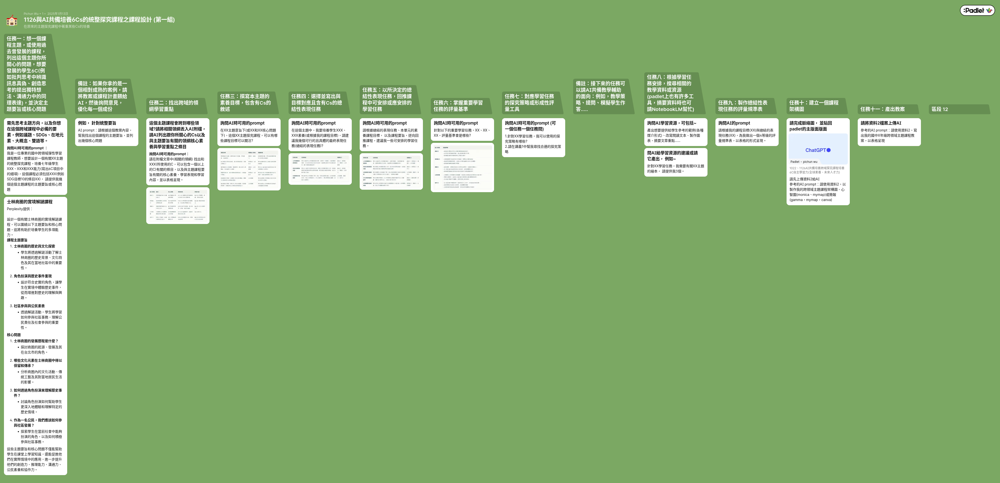 :Padlet
Pichun Wu + 1 • 2025年1月13日
1126與AI共備培養6Cs的統整探究課程之課程設計 (第一組)
在原來的主題探究課程中著重某些Cs的培養
任務一：想一個課
程主題，或使用過
去曾發展的課程，
列出這個主題你所
關心的問題，想要
發展的學生6C(例
如批判思考中辨識
訊息真偽、創造思
考的提出獨特想
法、溝通力中的同
理表達)，並決定主
題要旨或核心問題
需先思考主題方向，以及你想
在這個跨域課程中必備的要
素，例如議題、SDGs、在地元
素、大概念、雙語等。
詢問AI時可用的prompt ：
我是一位專業的國中跨領域彈性學習
課程教師，想要設計一個有關XX主題
的統整探究課程，培養七年級學生
XXX、XXX和XXX能力(寫出6C項目中
的細項)，這個課程必須包括XXX(例如
SDG目標10的條目XX)， 請提供我幾
個這個主題課程的主題要旨或核心問
題
士林商圈的實境解謎課程
Perplexity提供：
設計一個有關士林商圈的實境解謎課
程，可以圍繞以下主題要旨和核心問
題，這將有助於培養學生的多項能
力。
課程主題要旨
1. 士林商圈的歷史與文化探索
• 學生將透過解謎活動了解士
林商圈的歷史背景、文化特
色及其在當地社區中的重要
性。
2. 角色扮演與歷史事件重現
• 設計符合史實的角色，讓學
生在實境中體驗歷史事件，
從而增進對歷史的理解與興
趣。
3. 社區參與與公民素養
• 透過解謎活動，學生將學習
如何參與社區事務，理解公
民責任及社會參與的重要
性。
核心問題
1. 士林商圈的發展歷程是什麼？
• 探討商圈的起源、發展及其
在台北市的角色。
2. 哪些文化元素在士林商圈中得以
保留和傳承？
• 分析商圈內的文化活動、傳
統工藝及其對當地居民生活
的影響。
3. 如何透過角色扮演來理解歷史事
件？
• 討論角色扮演如何幫助學生
更深入地體驗和理解特定的
歷史情境。
4. 作為一名公民，我們應該如何參
與社區發展？
• 探索學生在當前社會中能夠
扮演的角色，以及如何積極
參與社區事務。
這些主題要旨和核心問題不僅能幫助
學生在課堂上學習知識，還能促進他
們在實際情境中的應用，進一步提升
他們的創造力、推理能力、溝通力、
公民素養和協作力。
備註：如果你拿的是一
個相對成熟的案例，請
將教案或課程計畫餵給
AI，然後詢問意見，
優化每一個成份
例如， 針對統整要旨
AI prompt：請根據這個教案內容，
幫我找出這個課程的主題要旨，並列
出幾個核心問題
任務二：找出跨域的領
綱學習重點
這個主題課程會跨到哪些領
域?請將相關領綱丟入AI附檔，
請AI列出跟你所關心的Cs以及
與主題要旨有關的領綱核心素
養與學習重點之條目
詢問AI時可用的prompt：
請在附檔文章中(相關的領綱) 找出和
XXX(所使用的C，可以包含一個以上
的C)有關的條目，以及與主題課程要
旨有關的核心素養、學習表現和學習
內容，並以表格呈現。
任務三：撰寫本主題的
素養目標，包含有Cs的
敘述
詢問AI時可用的prompt
在XX主題意旨下(或XX和XX核心問題
下)，這個XX主題探究課程，可以有哪
些課程目標可以關注?
任務四：選擇並寫出與
目標對應且含有Cs的總
結性表現任務
詢問AI時可用的prompt
在這個主題中，我要培養學生XXX、
XXX素養(或根據我的課程目標)，請建
議我幾個可行的且具體的最終表現任
務(總結的表現任務)?
任務五：以所決定的總
結性表現任務，回推課
程中可安排或應安排的
學習任務
詢問AI時可用的prompt
請根據總結的表現任務、本單元的素
養課程目標， 以及課程要旨，逆向回
推課程，建議我一些可安排的學習任
務。
任務六：掌握重要學習
任務的評量基準
詢問AI時可用的prompt
針對以下的重要學習任務，XX、XX、
XX，評量基準會是哪些?
任務七：對應學習任務
的探究策略或形成性評
量工具
詢問AI時可用的prompt (可
一個任務一個任務問)
1.針對XX學習任務，我可以使用的探
究策略有哪些?
2.請在講義1中幫我尋找合適的探究策
略
備註：接下來的任務可
以請AI共備教學輔助
的面向：例如，教學策
略、提問、模擬學生作
答.....
任務八：根據學習任
務安排，搜尋相關的
教學資料或資源
(padlet上也有許多工
具，摘要資料時也可
請NotebookLM幫忙)
詢問AI學習資源，可包括~
產出想要提供給學生參考的範例(各種
媒介形式)、改寫閱讀文本、製作圖
表、摘要文章重點......
問AI給學習資源的建議或請
它產出， 例如~
針對XX學習任務，我需要有關XX主題
的繪本， 請提供我3個。
任務九：製作總結性表
現任務的評量規準表
詢問AI的prompt
請根據我的課程目標(XX)與總結的表
現任務(XX)，為我做出一個4等級的評
量規準表，以表格的形式呈現。
任務十：建立一個課程
架構圖
請完成脈絡圖， 並貼回
padlet的主版面版面
ChatGPT
Padlet • pichun wu
1022、1126AI共備培養跨域探究課程培養
6C自主學習力(全球素養、未來人才力)
請先上傳資料2給AI
參考的AI prompt：請使用資料2，以
製作我的跨領域主題課程架構圖、心
智圖(monica、mymap)或簡報
(gamma，mymap，canva)
任務十一：產出教案
請將資料2檔案上傳AI
參考的AI prompt：請使用資料2，寫
出我的國中X年級跨領域主題課程教
案，以表格呈現
區段 12